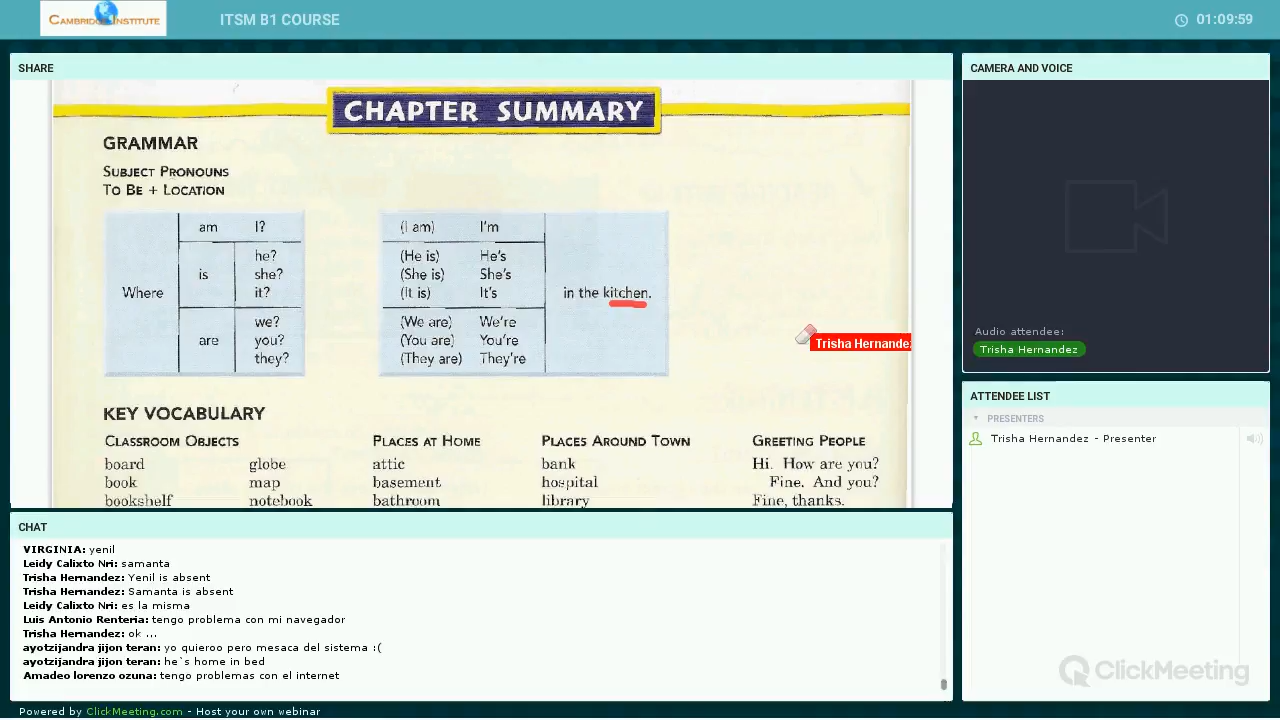 CAMBRIDGE INSTITUTE
ITSM B1 COURSE
01:09:59
SHARE
CHAPTER SUMMARY
GRAMMAR
SUBJECT PRONOUNS
TO BE + LOCATION
Where
am I?
is
he?
she?
it?
are
we?
you?
they?
(I am) I'm
(He is) He's
(She is) She's
(It is) It's
(We are) We're
(You are) You're
(They are) They're
in the kitchen.
Trisha Hernandez
KEY VOCABULARY
CLASSROOM OBJECTS
board globe
book map
bookshelf notebook
PLACES AT HOME
attic
basement
bathroom
PLACES AROUND TOWN
bank
hospital
library
GREETING PEOPLE
Hi. How are you?
Fine. And you?
Fine, thanks.
CAMERA AND VOICE
Audio attendee:
Trisha Hernandez
ATTENDEE LIST
PRESENTERS
Trisha Hernandez - Presenter
ClickMeeting
CHAT
VIRGINIA: yenil
Leidy Calixto Nri: samanta
Trisha Hernandez: Yenil is absent
Trisha Hernandez: Samanta is absent
Leidy Calixto Nri: es la misma
Luis Antonio Renteria: tengo problema con mi navegador
Trisha Hernandez: ok ...
ayotzijandra jijon teran: yo quieroo pero mesaca del sistema :(
ayotzijandra jijon teran: he`s home in bed
Amadeo lorenzo ozuna: tengo problemas con el internet
Powered by ClickMeeting.com - Host your own webinar